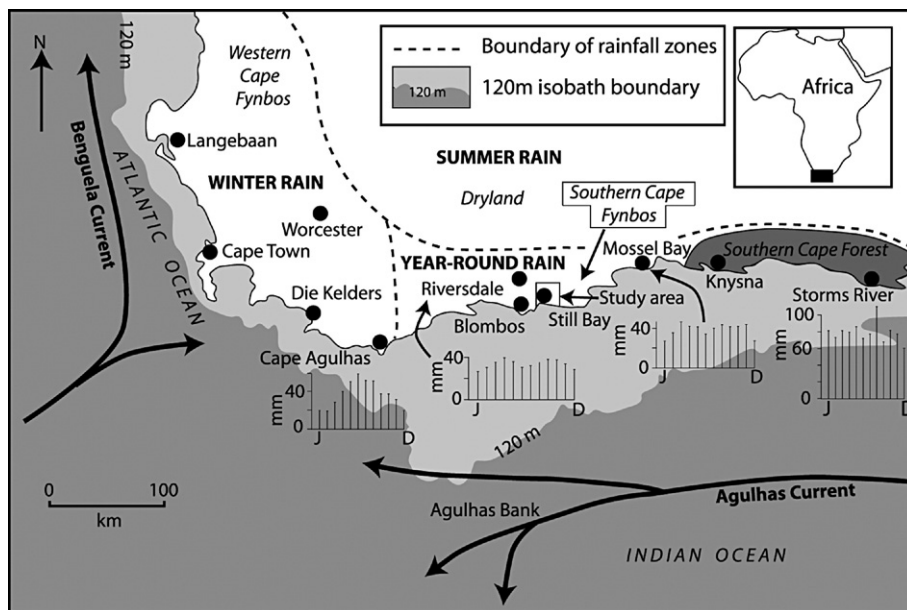 120 m
N
Western
Cape
Fynbos
Boundary of rainfall zones
120 m
120m isobath boundary
Africa
Benguela Current
ATLANTIC OCEAN
Langebaan
WINTER RAIN
SUMMER RAIN
Dryland
Southern Cape
Fynbos
Worcester
Cape Town
YEAR-ROUND RAIN
Mossel Bay
Southern Cape Forest
Knysna
Die Kelders
Riversdale
Study area
Storms River
Blombos
Still Bay
Cape Agulhas
mm
40
0
J
D
mm
40
0
J
D
mm
40
0
J
D
mm
100
80
60
0
J
D
120 m
0
100
km
Agulhas Bank
Agulhas Current
INDIAN OCEAN